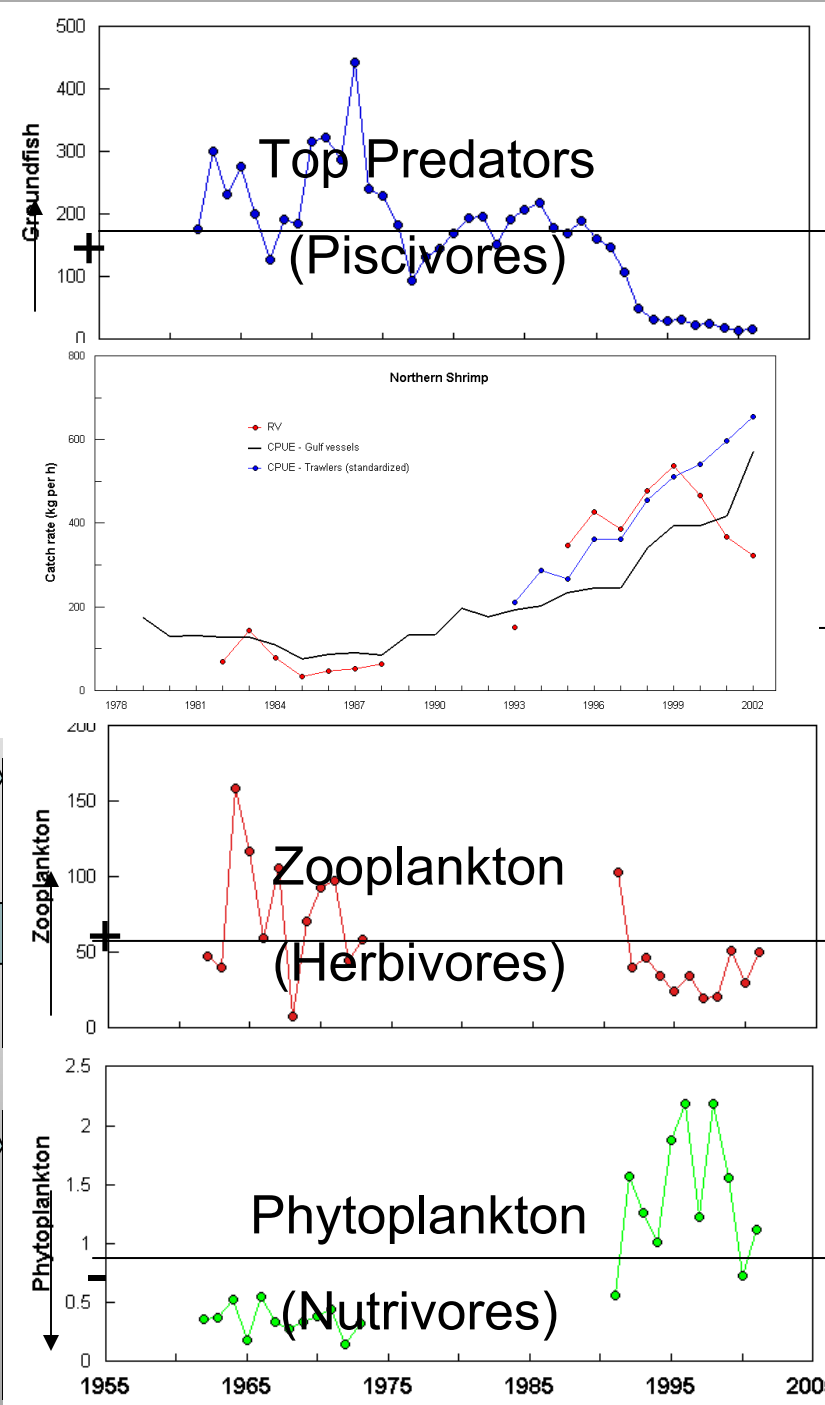 500
400
300
200
100
0
Groundfish
+
Top Predators
(Piscivores)
Northern Shrimp
800
600
400
200
0
Catch rate (kg per h)
RV
CPUE - Gulf vessels
CPUE - Trawlers (standardized)
1978 1981 1984 1987 1990 1993 1996 1999 2002
200
150
100
50
0
Zooplankton
+
Zooplankton
(Herbivores)
2.5
2
1.5
1
0.5
0
Phytoplankton
-
Phytoplankton
(Nutrivores)
1955 1965 1975 1985 1995 200